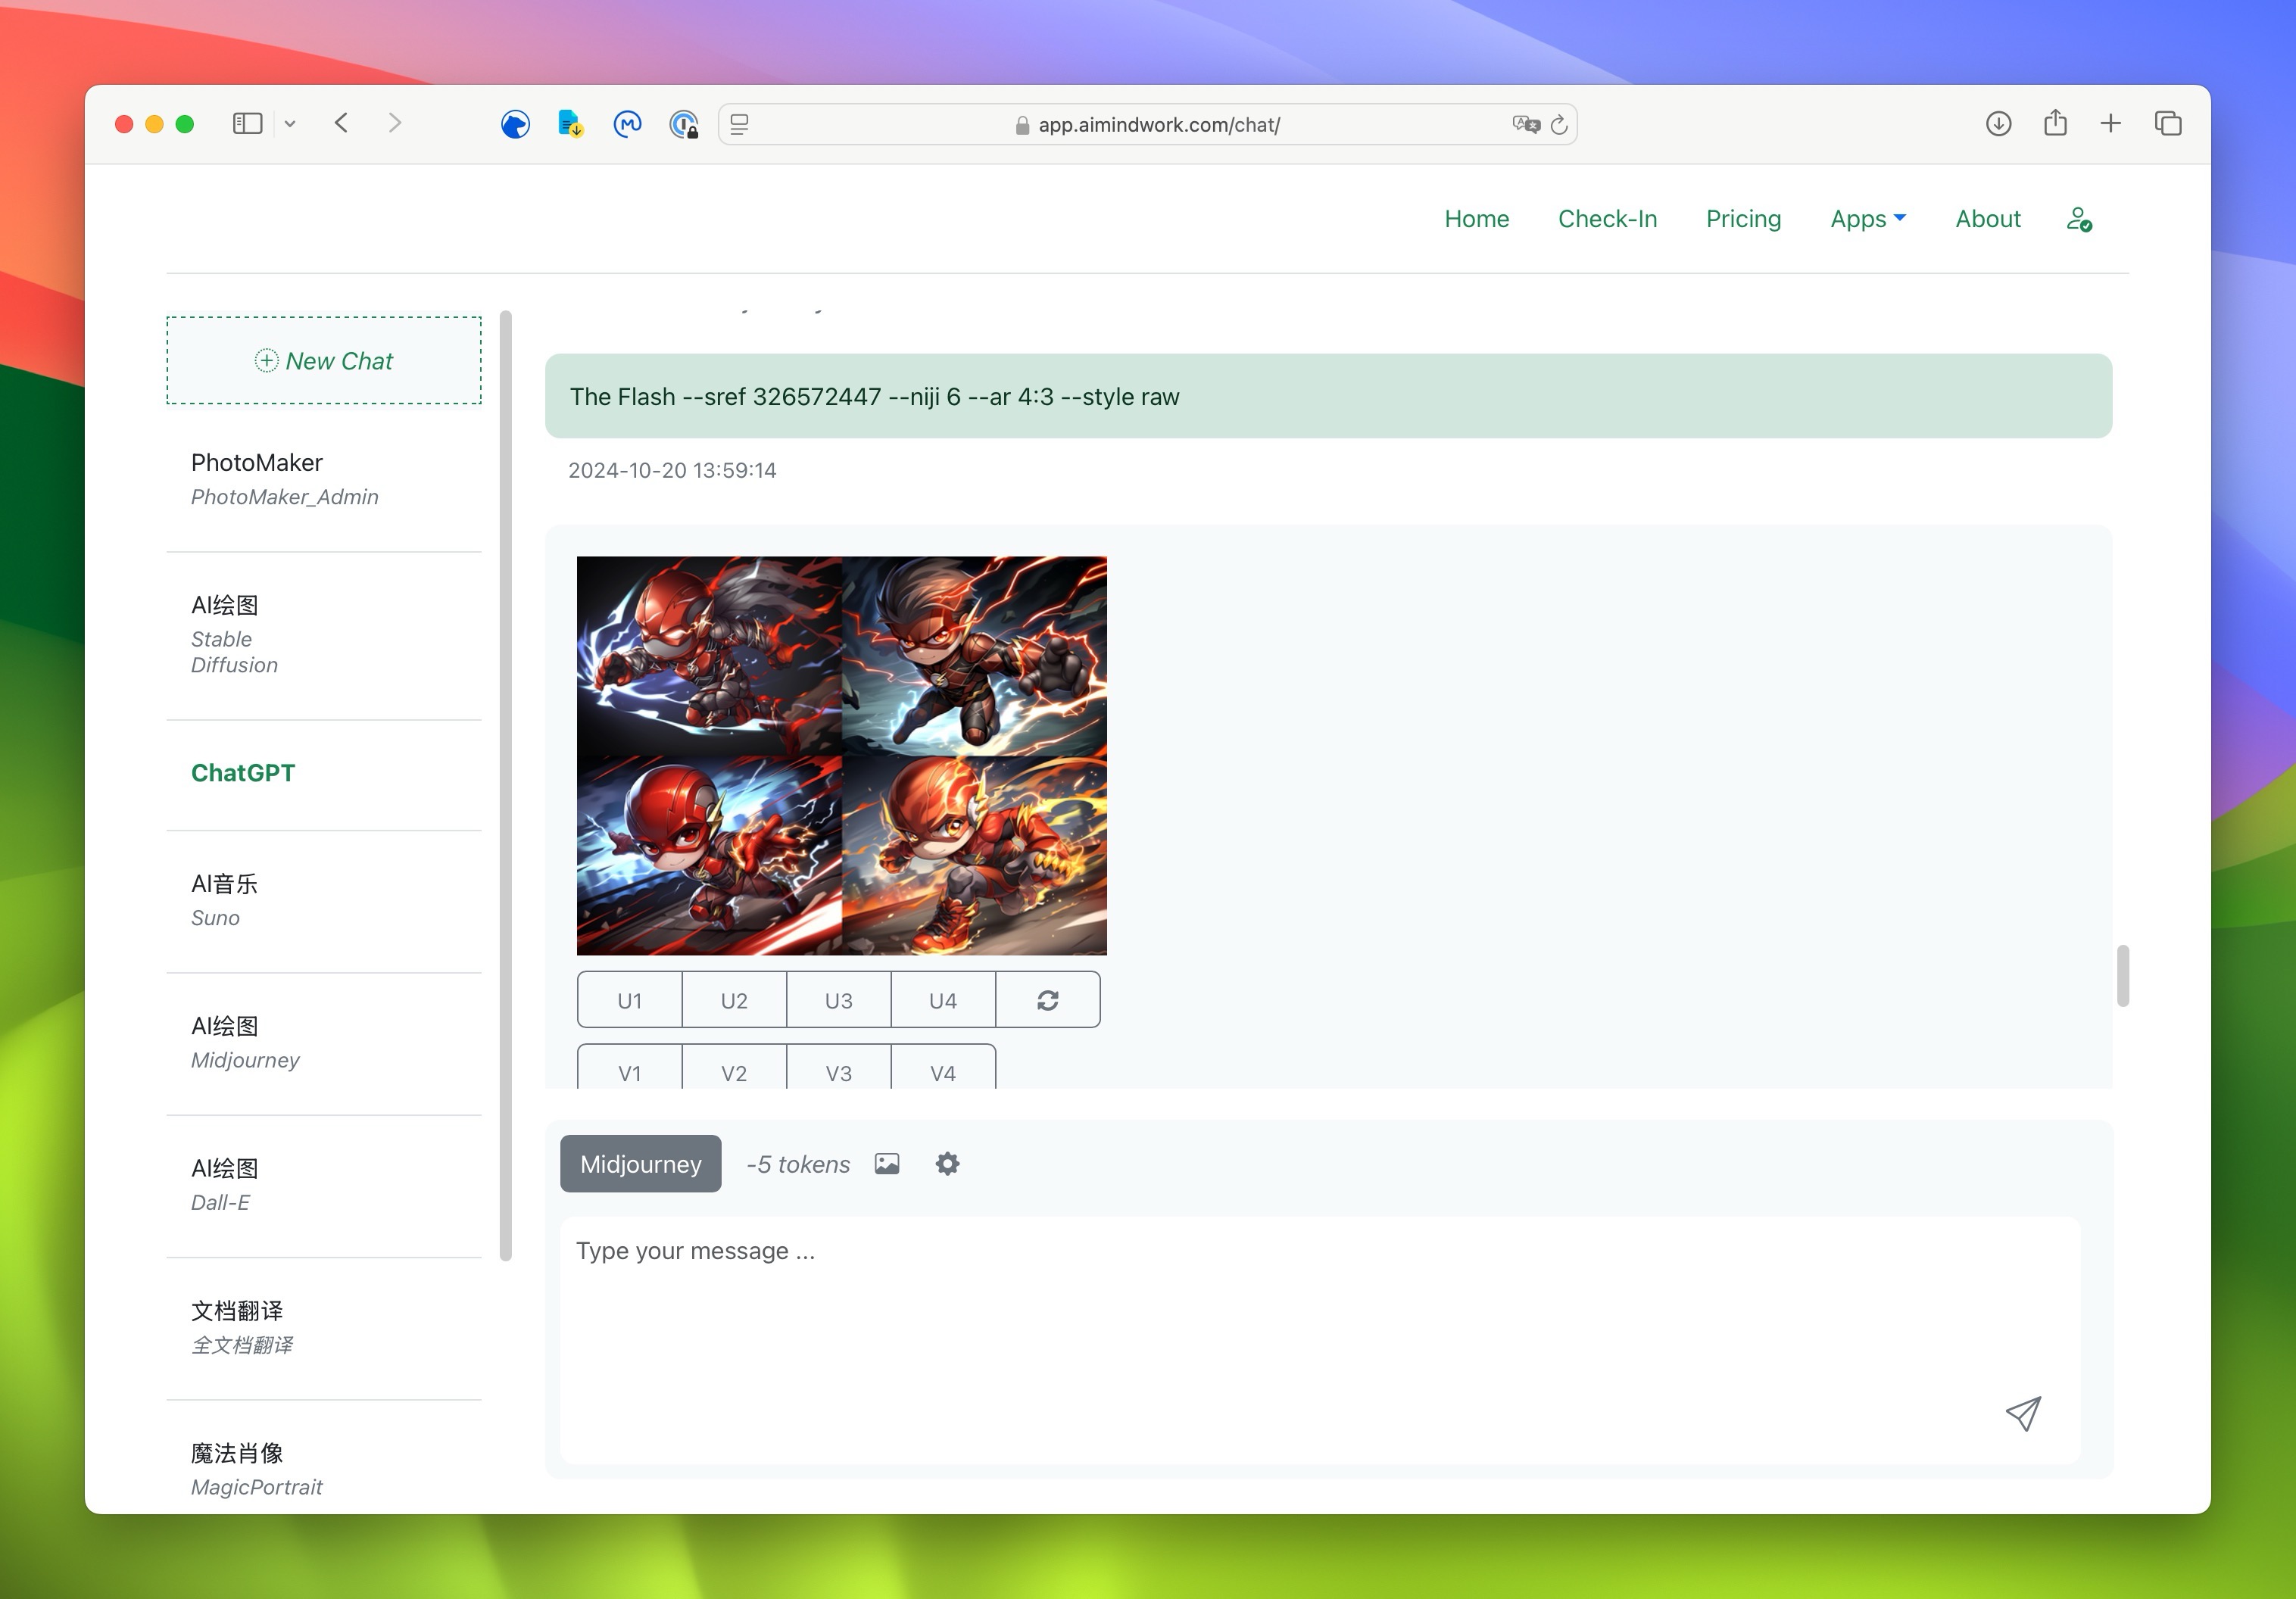 app.aimindwork.com/chat/
Home Check-In Pricing Apps About
New Chat
PhotoMaker
PhotoMaker_Admin
AI绘图
Stable
Diffusion
ChatGPT
AI音乐
Suno
AI绘图
Midjourney
AI绘图
Dall-E
文档翻译
全文档翻译
魔法肖像
MagicPortrait
The Flash --sref 326572447 --niji 6 --ar 4:3 --style raw
2024-10-20 13:59:14
U1 U2 U3 U4
V1 V2 V3 V4
Midjourney -5 tokens
Type your message ...